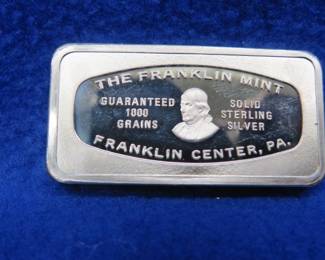 THE FRANKLIN MINT
GUARANTEED
1000
GRAINS
SOLID
STERLING
SILVER
FRANKLIN CENTER, PA.